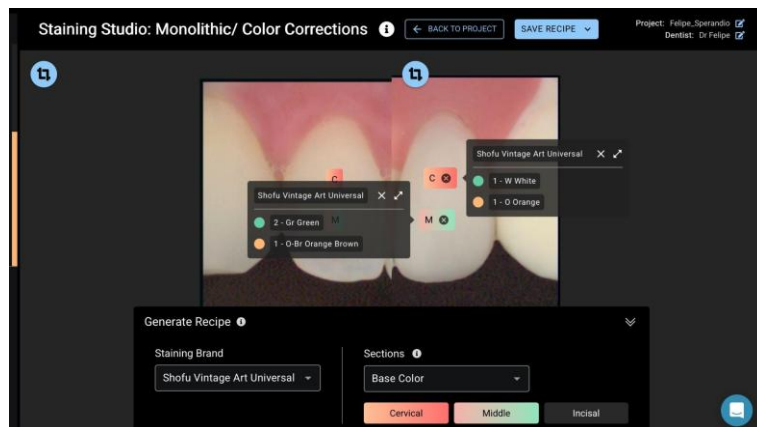 Staining Studio: Monolithic/ Color Corrections
← BACK TO PROJECT
SAVE RECIPE
Project: Felipe_Sperandio
Dentist: Dr Felipe
C
Shofu Vintage Art Universal
2 - Gr Green
M
1 - O-Br Orange Brown
C
M
Shofu Vintage Art Universal
1 - W White
1 - O Orange
Generate Recipe
Staining Brand
Shofu Vintage Art Universal
Sections
Base Color
Cervical
Middle
Incisal